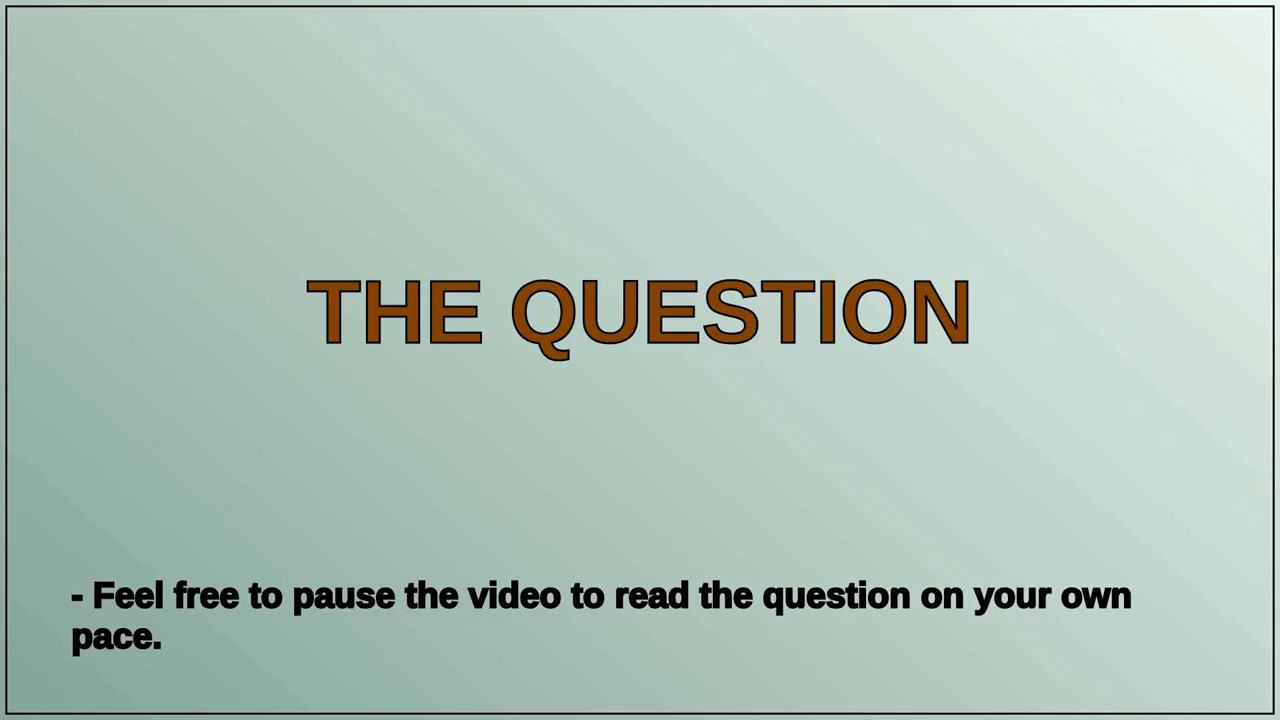 THE QUESTION
- Feel free to pause the video to read the question on your own
pace.